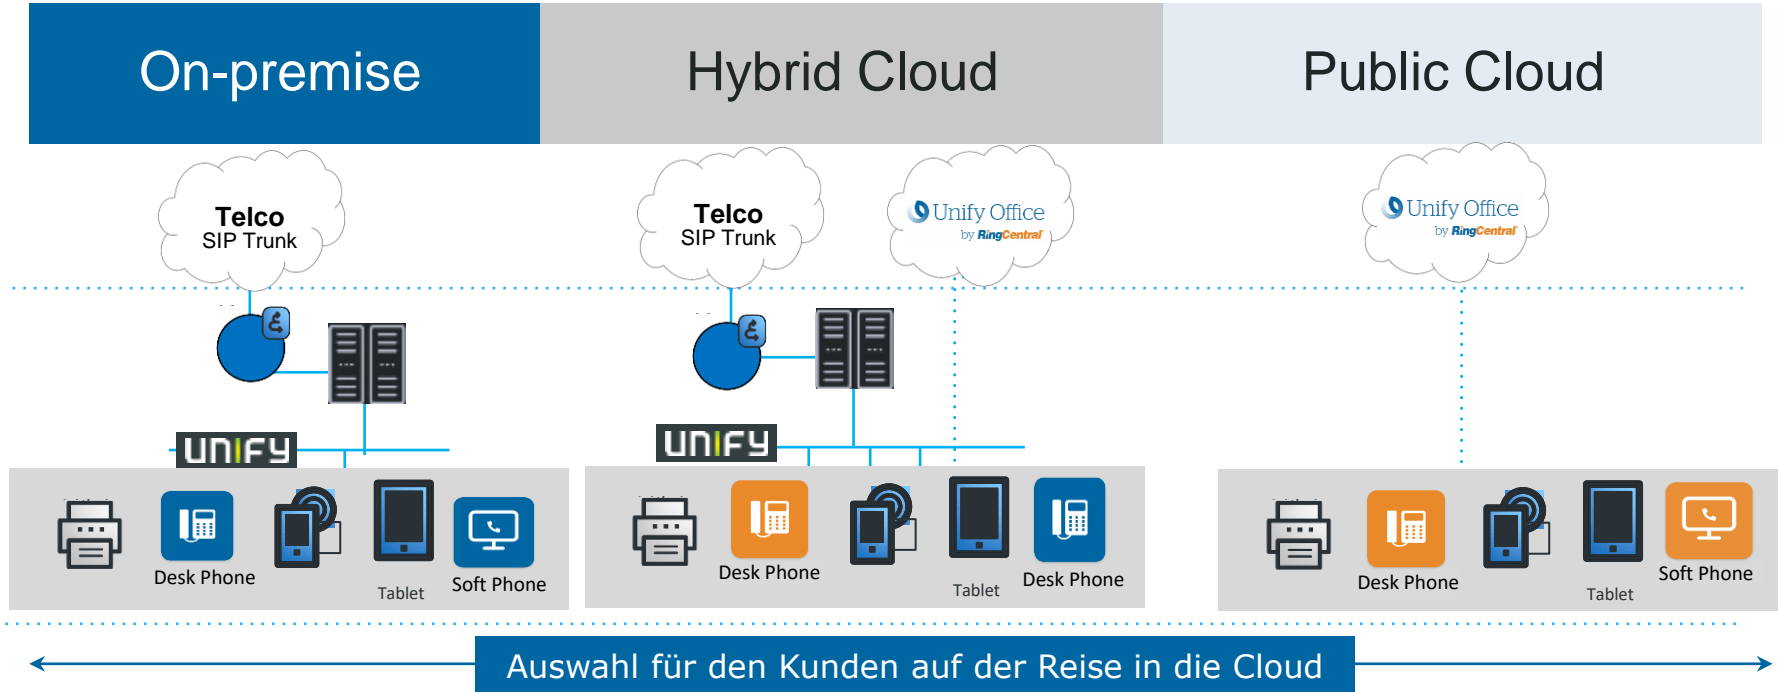 On-premise
Hybrid Cloud
Public Cloud
Telco
SIP Trunk
Telco
SIP Trunk
Unify Office
by RingCentral
Unify Office
by RingCentral
UNIFY
UNIFY
Desk Phone
Tablet
Soft Phone
Desk Phone
Tablet
Desk Phone
Desk Phone
Tablet
Soft Phone
Auswahl für den Kunden auf der Reise in die Cloud